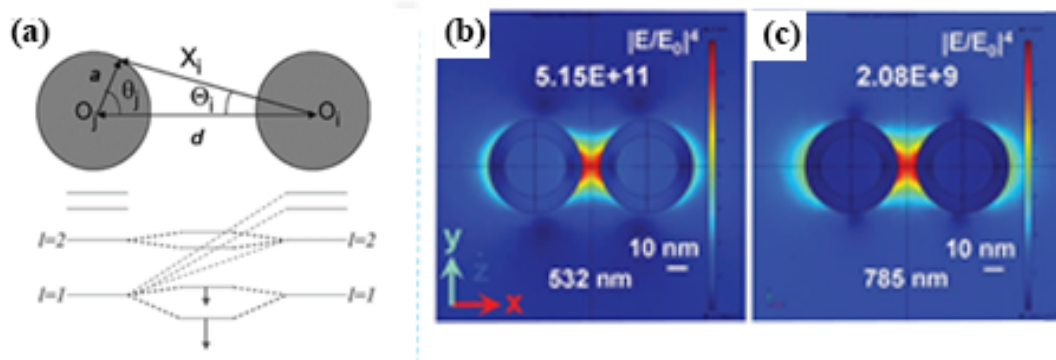 (a)
X_i
a
θ_j
Θ_i
O_j
O_i
d
l=2
l=2
l=1
l=1
(b)
|E/E₀|⁴
5.15E+11
10 nm
532 nm
y
z
x
(c)
|E/E₀|⁴
2.08E+9
10 nm
785 nm